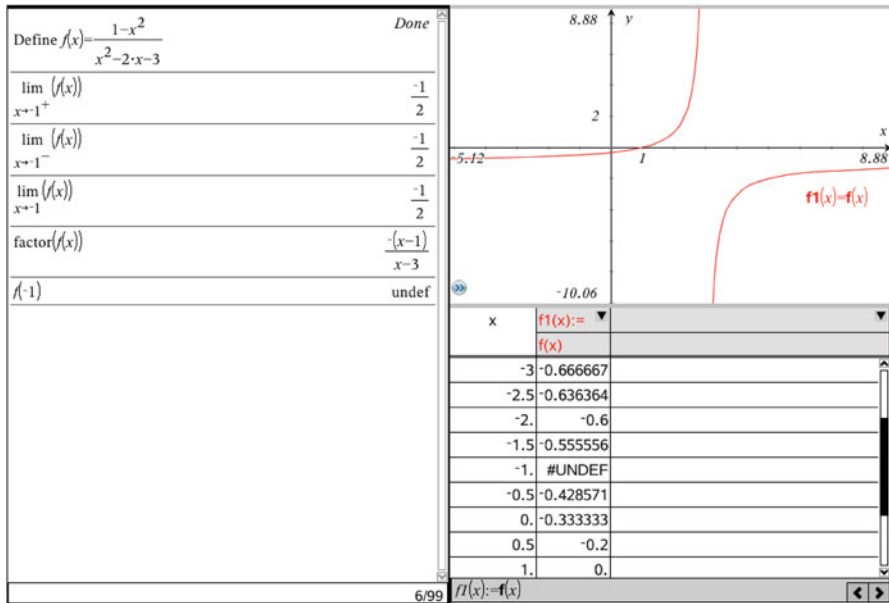 Define f(x)=(1−x²)/(x²−2·x−3) Done
lim (f(x)) x→-1⁺ -1/2
lim (f(x)) x→-1⁻ -1/2
lim (f(x)) x→-1 -1/2
factor(f(x)) -(x−1)/(x−3)
f(-1) undef
6/99
8.88 y
2
x
-5.12 1 8.88
f1(x)=f(x)
-10.06
x f1(x):= ▼ ▼
f(x)
-3 -0.666667
-2.5 -0.636364
-2. -0.6
-1.5 -0.555556
-1. #UNDEF
-0.5 -0.428571
0. -0.333333
0.5 -0.2
1. 0.
f1(x):=f(x)